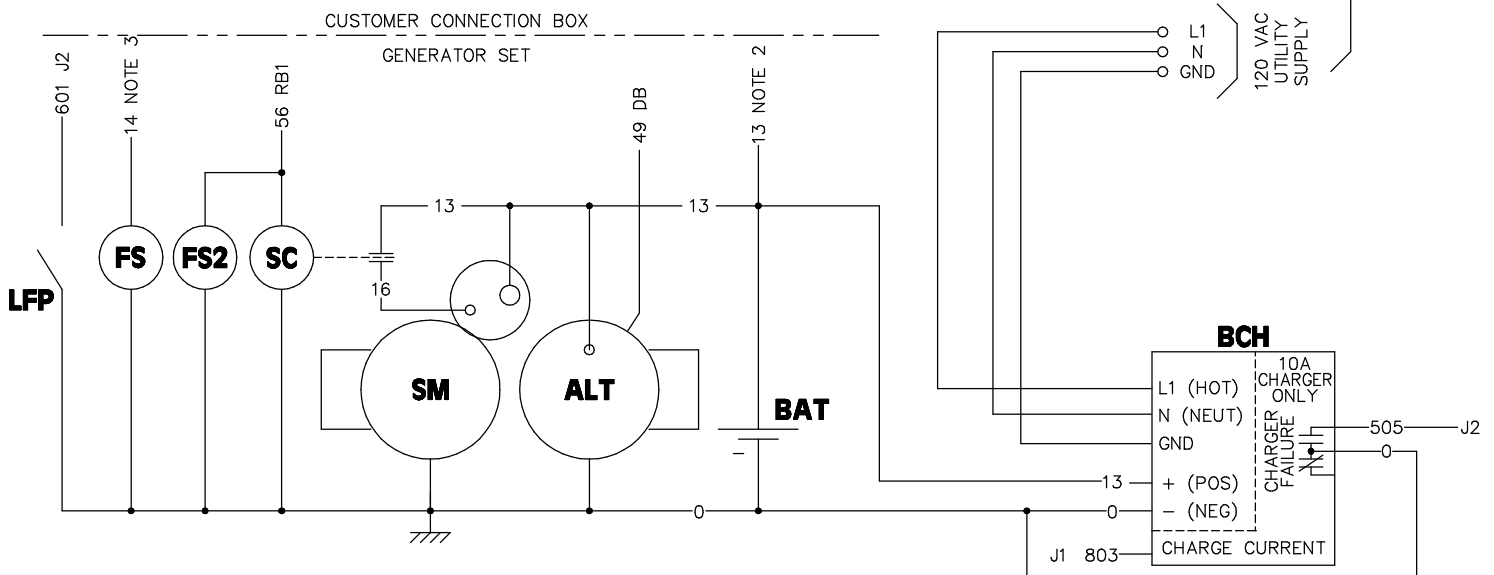 CUSTOMER CONNECTION BOX
GENERATOR SET
601 J2
14 NOTE 3
56 RB1
49 DB
13 NOTE 2
L1
N
GND
120 VAC
UTILITY
SUPPLY
13
13
FS
FS2
SC
16
LFP
SM
ALT
BAT
-
BCH
10A
CHARGER
ONLY
L1 (HOT)
N (NEUT)
GND
CHARGER
FAILURE
505
J2
0
13
+ (POS)
0
0
- (NEG)
J1 803
CHARGE CURRENT